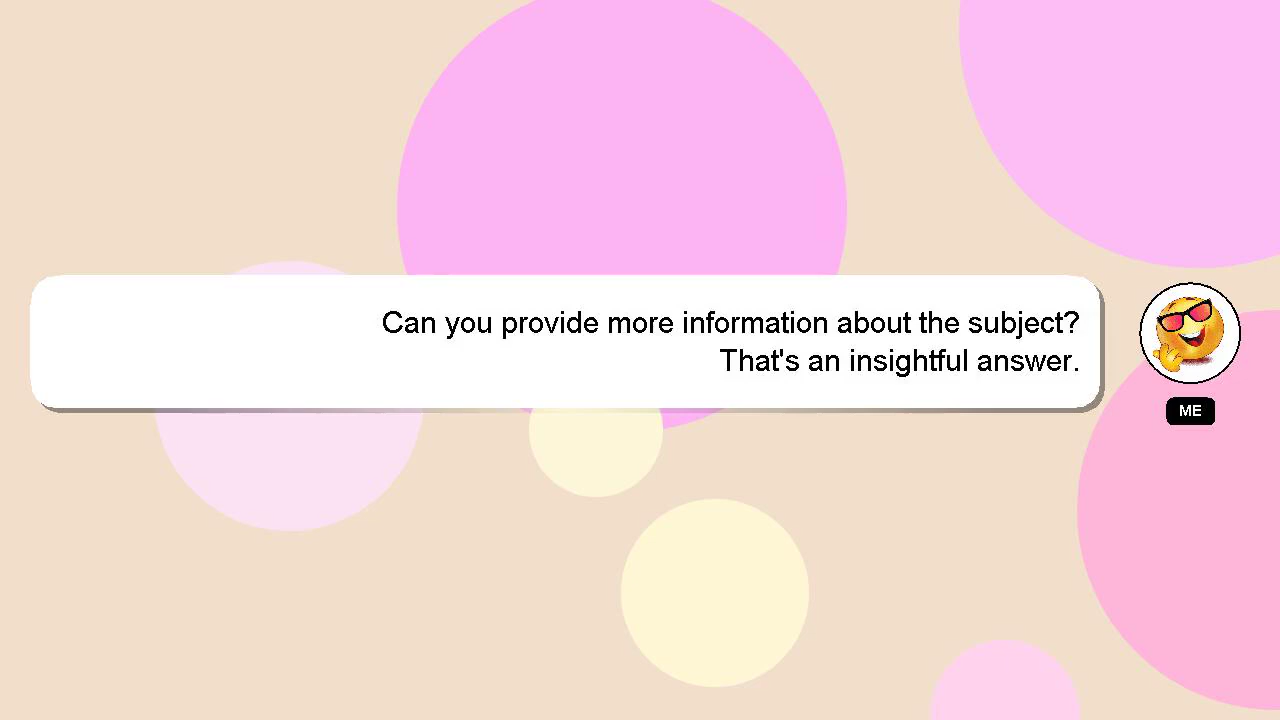 Can you provide more information about the subject?
That's an insightful answer.
ME